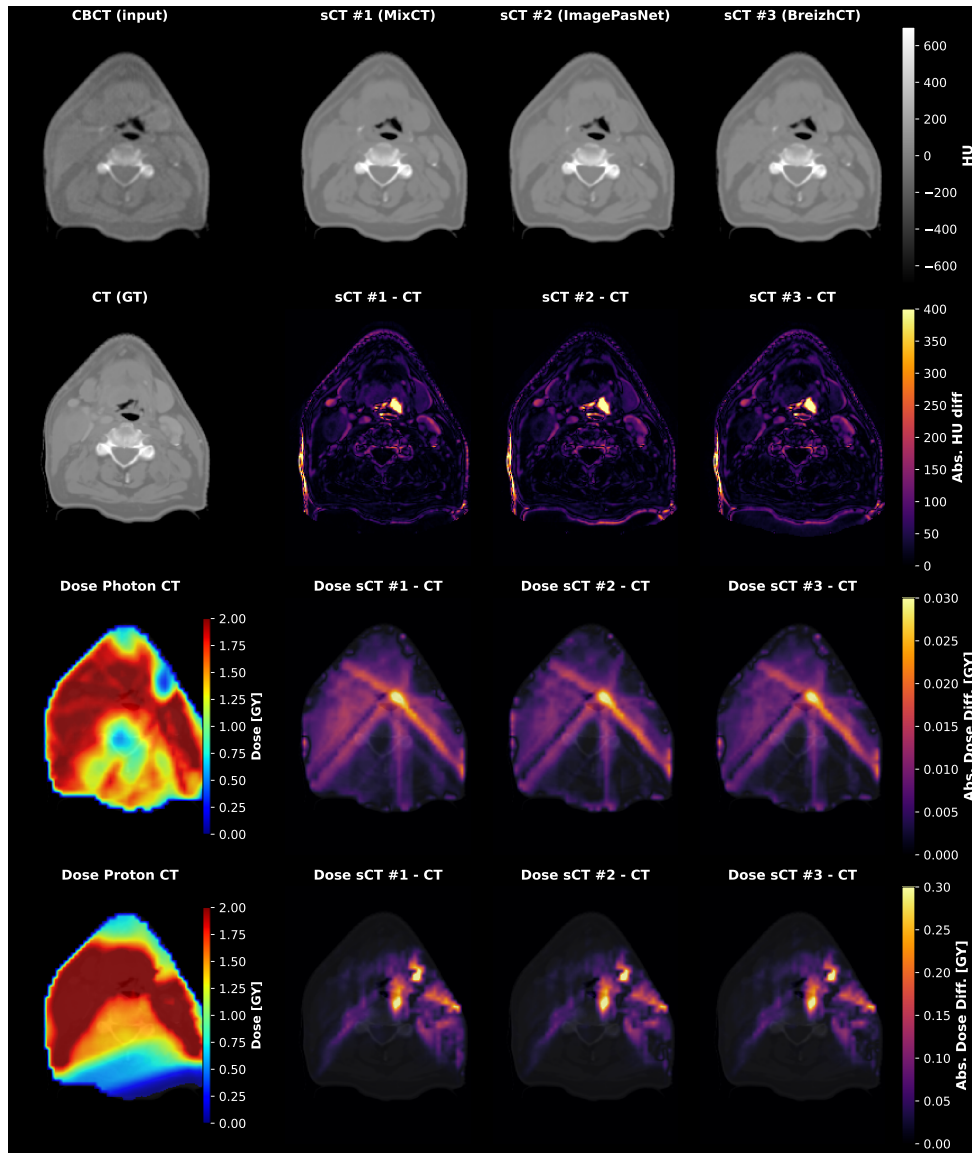 CBCT (input)
sCT #1 (MixCT)
sCT #2 (ImagePasNet)
sCT #3 (BreizhCT)
600
400
200
0
−200
−400
−600
HU
CT (GT)
sCT #1 - CT
sCT #2 - CT
sCT #3 - CT
400
350
300
250
200
150
100
50
0
Abs. HU diff
Dose Photon CT
Dose sCT #1 - CT
Dose sCT #2 - CT
Dose sCT #3 - CT
2.00
1.75
1.50
1.25
1.00
0.75
0.50
0.25
0.00
Dose [GY]
0.030
0.025
0.020
0.015
0.010
0.005
0.000
Abs. Dose Diff. [GY]
Dose Proton CT
Dose sCT #1 - CT
Dose sCT #2 - CT
Dose sCT #3 - CT
2.00
1.75
1.50
1.25
1.00
0.75
0.50
0.25
0.00
Dose [GY]
0.30
0.25
0.20
0.15
0.10
0.05
0.00
Abs. Dose Diff. [GY]